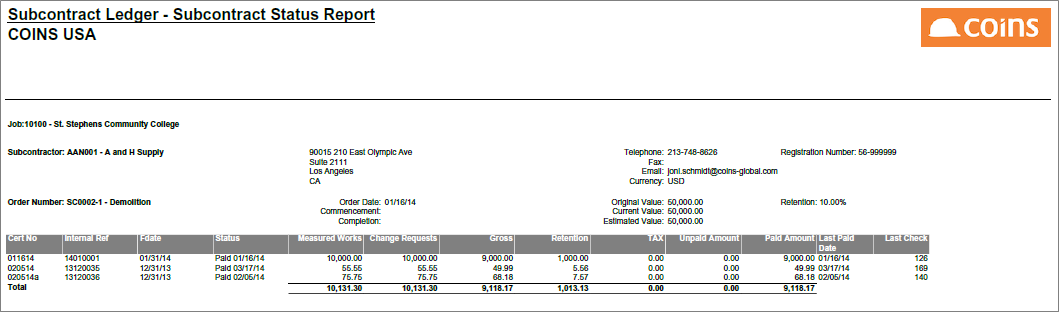 Subcontract Ledger - Subcontract Status Report
COINS USA
coins
Job:10100 - St. Stephens Community College
Subcontractor: AAN001 - A and H Supply 90015 210 East Olympic Ave Telephone: 213-748-8626 Registration Number: 56-999999
Suite 2111 Fax:
Los Angeles Email: joni.schmidt@coins-global.com
CA Currency: USD
Order Number: SC0002-1 - Demolition Order Date: 01/16/14 Original Value: 50,000.00 Retention: 10.00%
Commencement: Current Value: 50,000.00
Completion: Estimated Value: 50,000.00
Cert No Internal Ref Fdate Status Measured Works Change Requests Gross Retention TAX Unpaid Amount Paid Amount Last Paid Date Last Check
011614 14010001 01/31/14 Paid 01/16/14 10,000.00 10,000.00 9,000.00 1,000.00 0.00 0.00 9,000.00 01/16/14 126
020514 13120035 12/31/13 Paid 03/17/14 55.55 55.55 49.99 5.56 0.00 0.00 49.99 03/17/14 169
020514a 13120036 12/31/13 Paid 02/05/14 75.75 75.75 68.18 7.57 0.00 0.00 68.18 02/05/14 140
Total 10,131.30 10,131.30 9,118.17 1,013.13 0.00 0.00 9,118.17